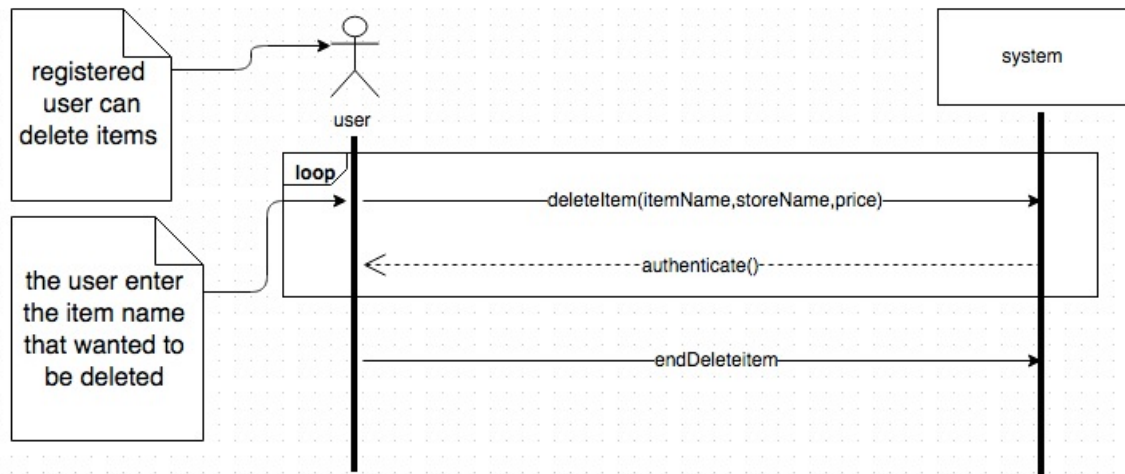 registered
user can
delete items
user
system
loop
deleteItem(itemName,storeName,price)
authenticate()
the user enter
the item name
that wanted to
be deleted
endDeleteitem